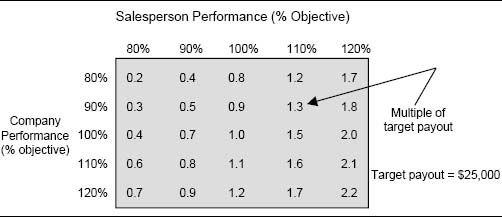 Salesperson Performance (% Objective)
80% 90% 100% 110% 120%
80% 0.2 0.4 0.8 1.2 1.7
90% 0.3 0.5 0.9 1.3 1.8
100% 0.4 0.7 1.0 1.5 2.0
110% 0.6 0.8 1.1 1.6 2.1
120% 0.7 0.9 1.2 1.7 2.2
Company
Performance
(% objective)
Multiple of
target payout
Target payout = $25,000